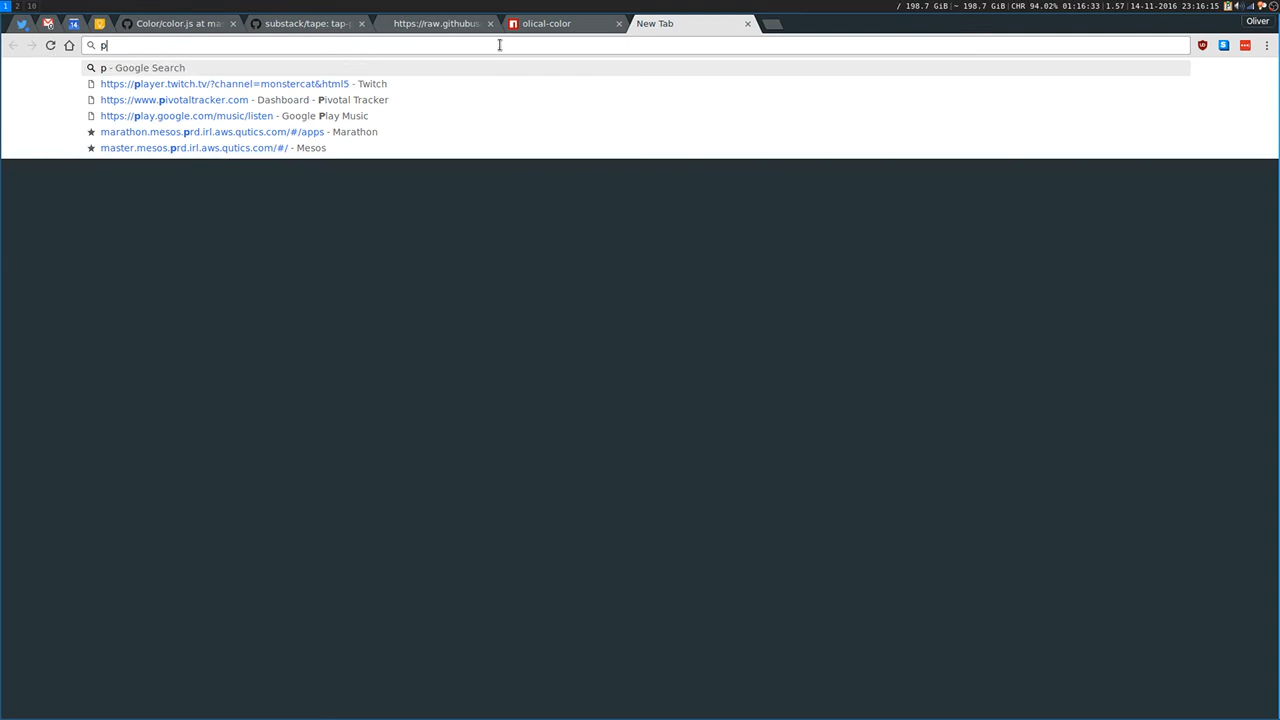 1 2 10
/ 198.7 GiB|~ 198.7 GiB|CHR 94.02% 01:16:33|1.57|14-11-2016 23:16:15
14 Color/color.js at ma substack/tape: tap-p https://raw.githubus olical-color New Tab Oliver
p
p - Google Search
https://player.twitch.tv/?channel=monstercat&html5 - Twitch
https://www.pivotaltracker.com - Dashboard - Pivotal Tracker
https://play.google.com/music/listen - Google Play Music
marathon.mesos.prd.irl.aws.qutics.com/#/apps - Marathon
master.mesos.prd.irl.aws.qutics.com/#/ - Mesos